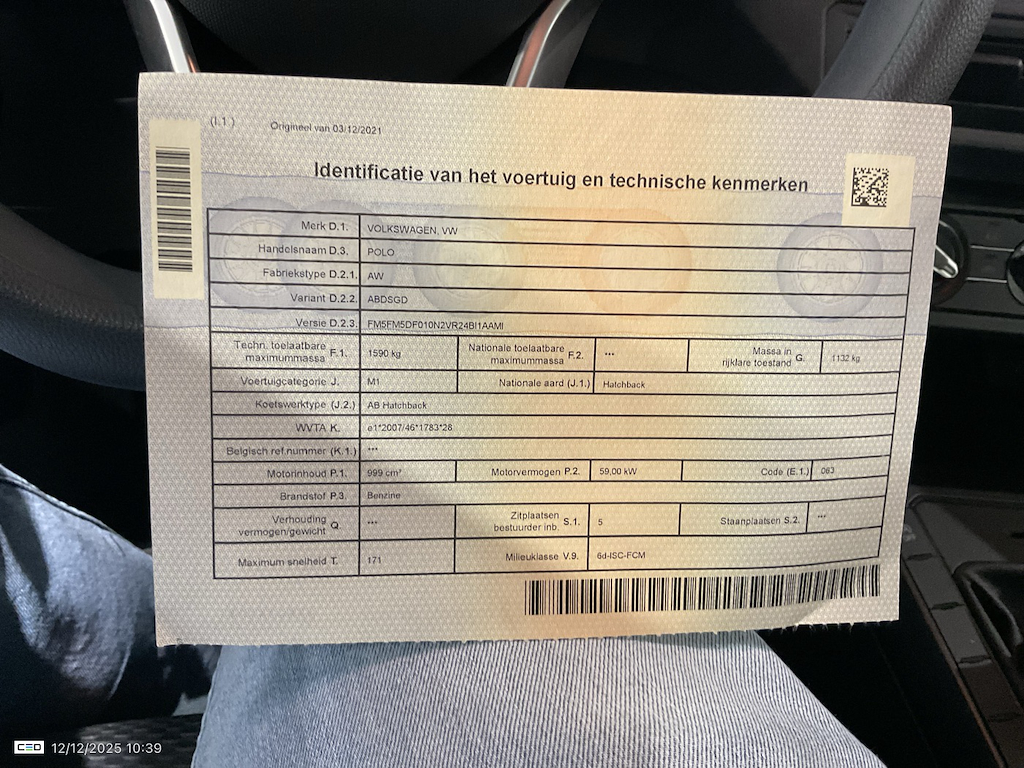 (I.1 ) Origineel van 03/12/2021
Identificatie van het voertuig en technische kenmerken
Merk D.1. VOLKSWAGEN, VW
Handelsnaam D.3. POLO
Fabriekstype D.2.1. AW
Variant D.2.2. ABDSGD
Versie D.2.3. FM5FM5DF010N2VR24BI1AAMI
Techn. toelaatbare maximummassa F.1. 1590 kg Nationale toelaatbare maximummassa F.2. *** Massa in rijklare toestand G. 1132 kg
Voertuigcategorie J. M1 Nationale aard (J.1.) Hatchback
Koetswerktype (J.2.) AB Hatchback
WVTA K. e1*2007/46*1783*28
Belgisch ref.nummer (K.1.) ***
Motorinhoud P.1. 999 cm³ Motorvermogen P.2. 59,00 kW Code (E.1.) 063
Brandstof P.3. Benzine
Verhouding vermogen/gewicht Q *** Zitplaatsen bestuurder inb. S.1. 5 Staanplaatsen S.2. ***
Maximum snelheid T. 171 Milieuklasse V.9. 6d-ISC-FCM
12/12/2025 10:39